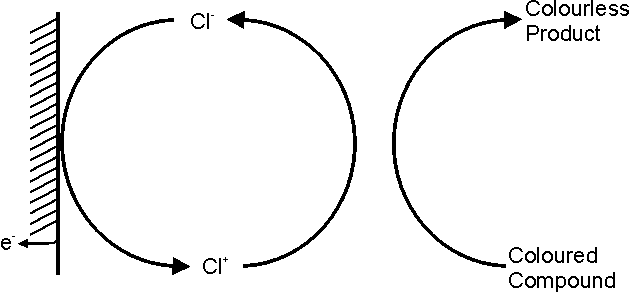 Cl⁻
Colourless
Product
e⁻
Cl⁺
Coloured
Compound